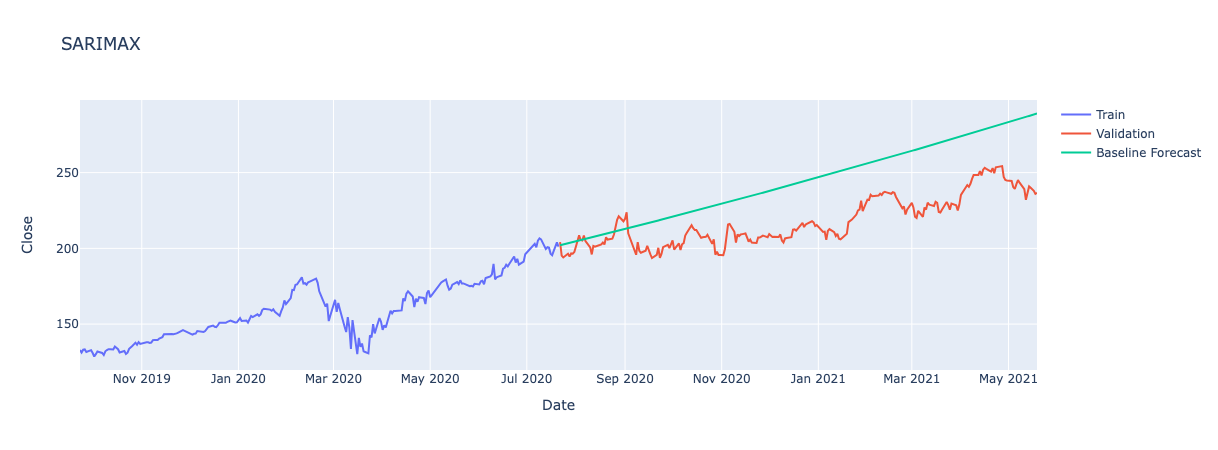 SARIMAX
Train
Validation
Baseline Forecast
Close
250
200
150
Nov 2019
Jan 2020
Mar 2020
May 2020
Jul 2020
Sep 2020
Nov 2020
Jan 2021
Mar 2021
May 2021
Date